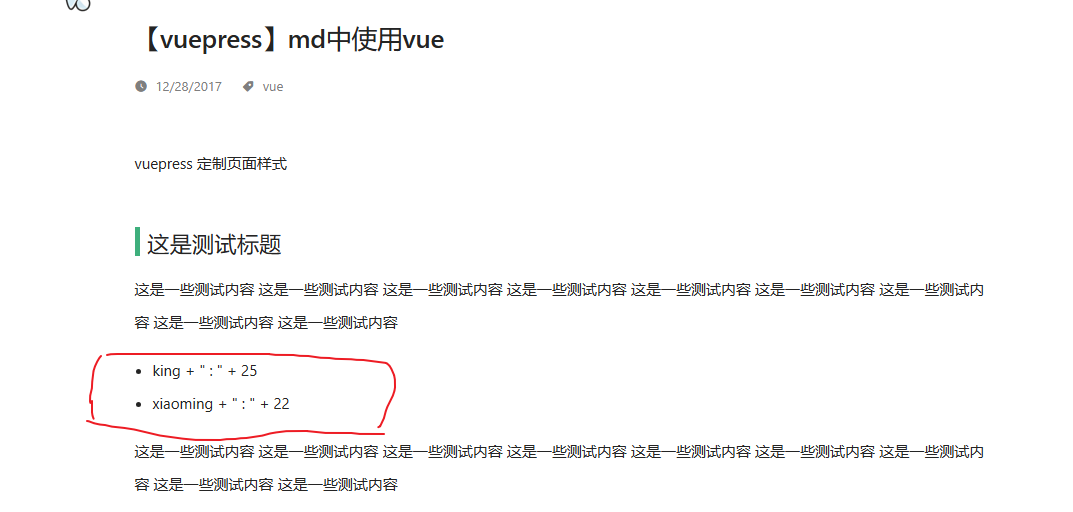 【vuepress】md中使用vue
12/28/2017 vue
vuepress 定制页面样式
这是测试标题
这是一些测试内容 这是一些测试内容 这是一些测试内容 这是一些测试内容 这是一些测试内容 这是一些测试内容 这是一些测试内
容 这是一些测试内容 这是一些测试内容
king + " : " + 25
xiaoming + " : " + 22
这是一些测试内容 这是一些测试内容 这是一些测试内容 这是一些测试内容 这是一些测试内容 这是一些测试内容 这是一些测试内
容 这是一些测试内容 这是一些测试内容